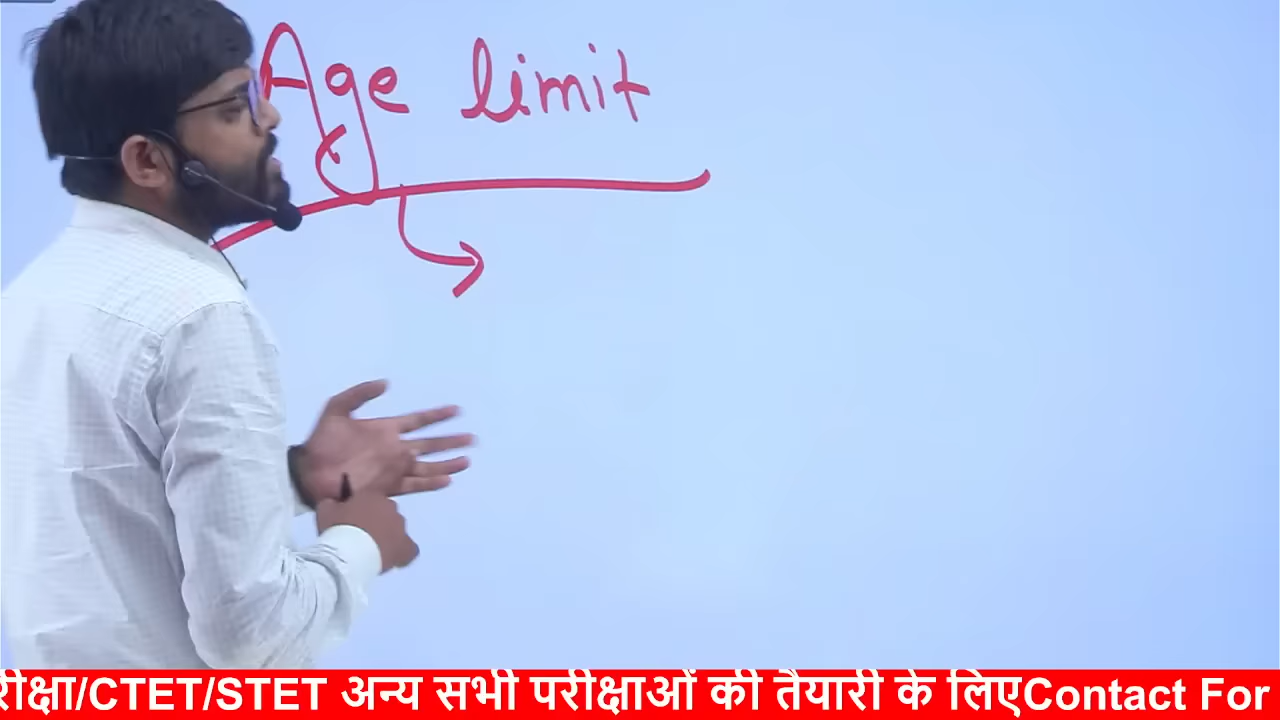 Age limit
रीक्षा/CTET/STET अन्य सभी परीक्षाओं की तैयारी के लिएContact For